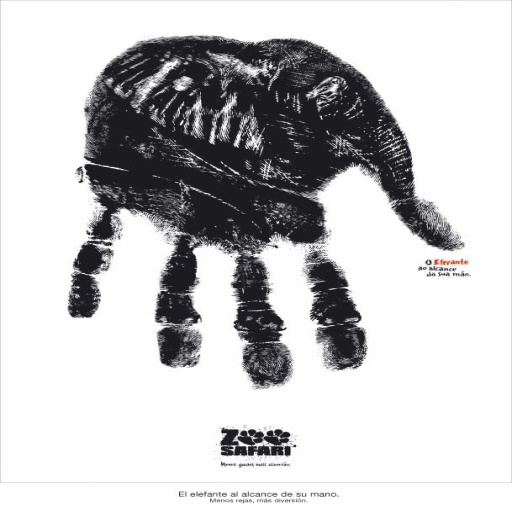 O Elefante
ao alcance
da sua mão.
ZOO
SAFARI
Menos grades, mais diversão.
El elefante al alcance de su mano.
Menos rejas, más diversión.